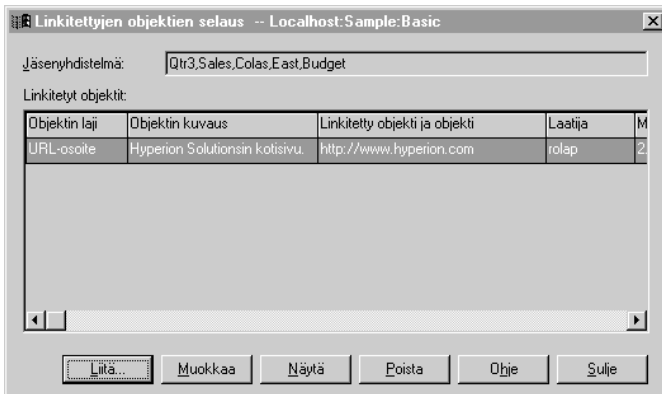 Linkitettyjen objektien selaus -- Localhost:Sample:Basic
Jäsenyhdistelmä: Qtr3,Sales,Colas,East,Budget
Linkitetyt objektit:
Objektin laji Objektin kuvaus Linkitetty objekti ja objekti Laatija M
URL-osoite Hyperion Solutionsin kotisivu. http://www.hyperion.com rolap 2.
Liitä... Muokkaa Näytä Poista Ohje Sulje